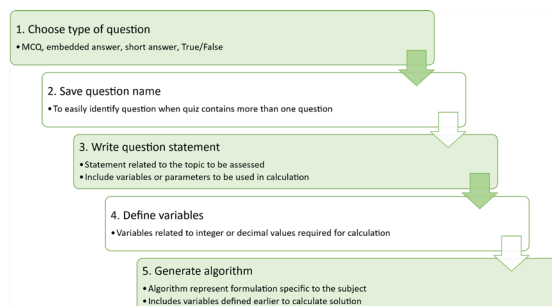 1. Choose type of question
• MCQ, embedded answer, short answer, True/False
2. Save question name
• To easily identify question when quiz contains more than one question
3. Write question statement
• Statement related to the topic to be assessed
• Include variables or parameters to be used in calculation
4. Define variables
• Variables related to integer or decimal values required for calculation
5. Generate algorithm
• Algorithm represent formulation specific to the subject
• Includes variables defined earlier to calculate solution